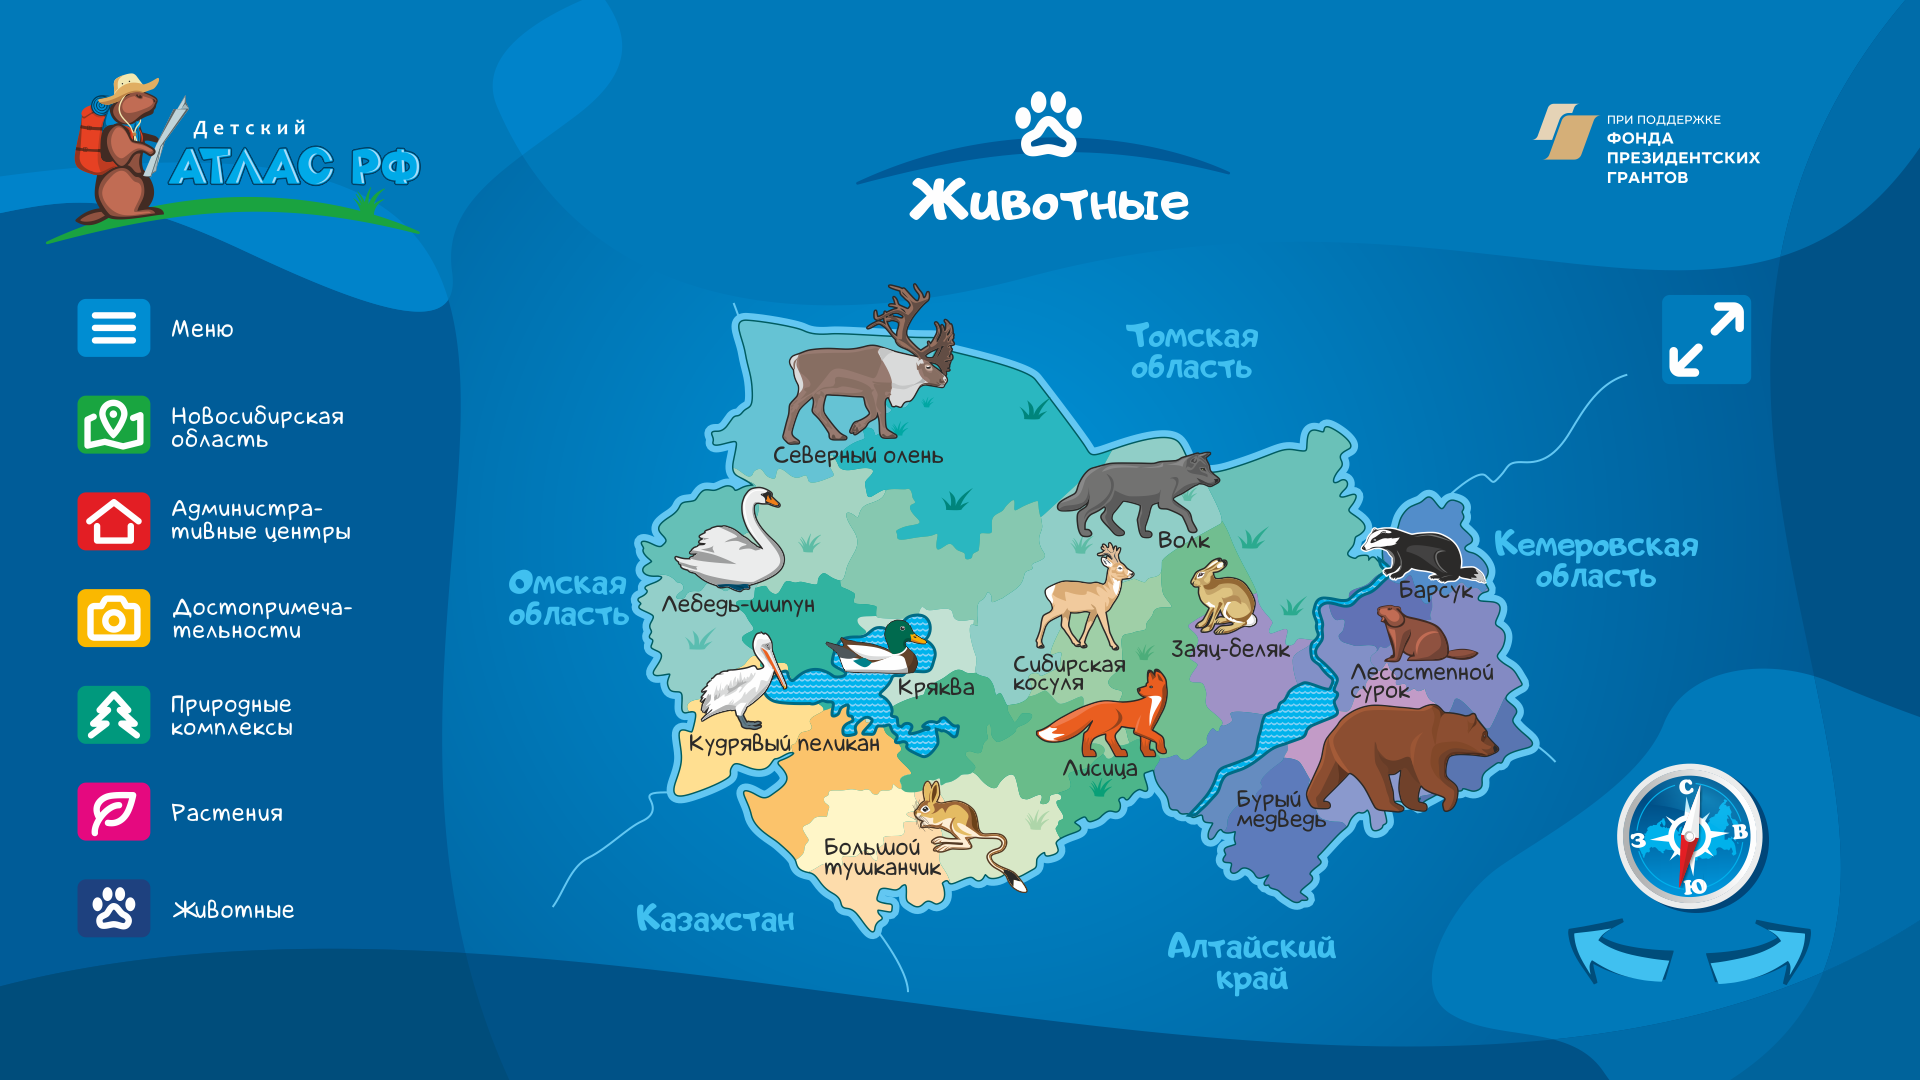 Детский
АТЛАС РФ
Животные
ПРИ ПОДДЕРЖКЕ
ФОНДА
ПРЕЗИДЕНТСКИХ
ГРАНТОВ
Меню
Новосибирская
область
Администра-
тивные центры
Достопримеча-
тельности
Природные
комплексы
Растения
Животные
Томская
область
Омская
область
Кемеровская
область
Казахстан
Алтайский
край
Северный олень
Волк
Лебедь-шипун
Барсук
Заяц-беляк
Сибирская
косуля
Кряква
Лесостепной
сурок
Кудрявый пеликан
Лисица
Бурый
медведь
Большой
тушканчик
С
З
В
Ю